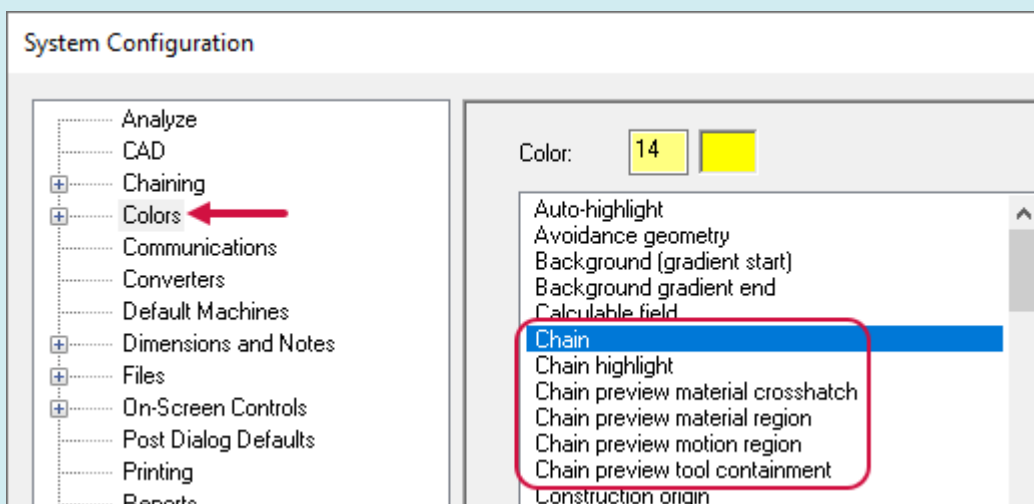 System Configuration
Analyze
CAD
Chaining
Colors
Communications
Converters
Default Machines
Dimensions and Notes
Files
On-Screen Controls
Post Dialog Defaults
Printing
Reports
Color: 14
Auto-highlight
Avoidance geometry
Background (gradient start)
Background gradient end
Calculable field
Chain
Chain highlight
Chain preview material crosshatch
Chain preview material region
Chain preview motion region
Chain preview tool containment
Construction origin